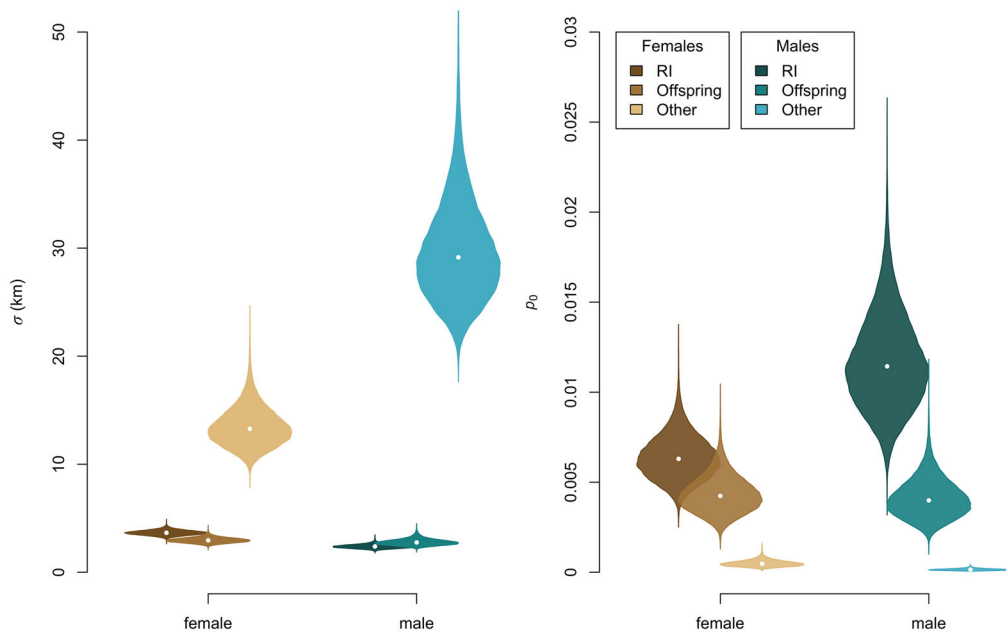 50
40
30
20
10
0
σ (km)
female
male
0.03
0.025
0.02
0.015
0.01
0.005
0
p₀
Females
RI
Offspring
Other
Males
RI
Offspring
Other
female
male